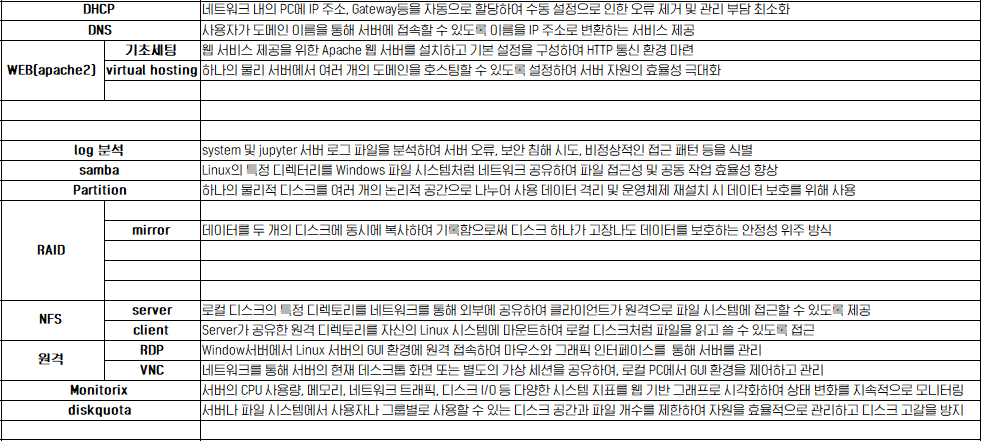 DHCP 네트워크 내의 PC에 IP 주소, Gateway등을 자동으로 할당하여 수동 설정으로 인한 오류 제거 및 관리 부담 최소화
DNS 사용자가 도메인 이름을 통해 서버에 접속할 수 있도록 이름을 IP 주소로 변환하는 서비스 제공
WEB(apache2) 기초세팅 웹 서비스 제공을 위한 Apache 웹 서버를 설치하고 기본 설정을 구성하여 HTTP 통신 환경 마련
virtual hosting 하나의 물리 서버에서 여러 개의 도메인을 호스팅할 수 있도록 설정하여 서버 자원의 효율성 극대화
log 분석 system 및 jupyter 서버 로그 파일을 분석하여 서버 오류, 보안 침해 시도, 비정상적인 접근 패턴 등을 식별
samba Linux의 특정 디렉터리를 Windows 파일 시스템처럼 네트워크 공유하여 파일 접근성 및 공동 작업 효율성 향상
Partition 하나의 물리적 디스크를 여러 개의 논리적 공간으로 나누어 사용 데이터 격리 및 운영체제 재설치 시 데이터 보호를 위해 사용
RAID mirror 데이터를 두 개의 디스크에 동시에 복사하여 기록함으로써 디스크 하나가 고장나도 데이터를 보호하는 안정성 위주 방식
NFS server 로컬 디스크의 특정 디렉토리를 네트워크를 통해 외부에 공유하여 클라이언트가 원격으로 파일 시스템에 접근할 수 있도록 제공
client Server가 공유한 원격 디렉토리를 자신의 Linux 시스템에 마운트하여 로컬 디스크처럼 파일을 읽고 쓸 수 있도록 접근
원격 RDP Window서버에서 Linux 서버의 GUI 환경에 원격 접속하여 마우스와 그래픽 인터페이스를 통해 서버를 관리
VNC 네트워크를 통해 서버의 현재 데스크톱 화면 또는 별도의 가상 세션을 공유하여, 로컬 PC에서 GUI 환경을 제어하고 관리
Monitorix 서버의 CPU 사용량, 메모리, 네트워크 트래픽, 디스크 I/O 등 다양한 시스템 지표를 웹 기반 그래프로 시각화하여 상태 변화를 지속적으로 모니터링
diskquota 서버나 파일 시스템에서 사용자나 그룹별로 사용할 수 있는 디스크 공간과 파일 개수를 제한하여 자원을 효율적으로 관리하고 디스크 고갈을 방지